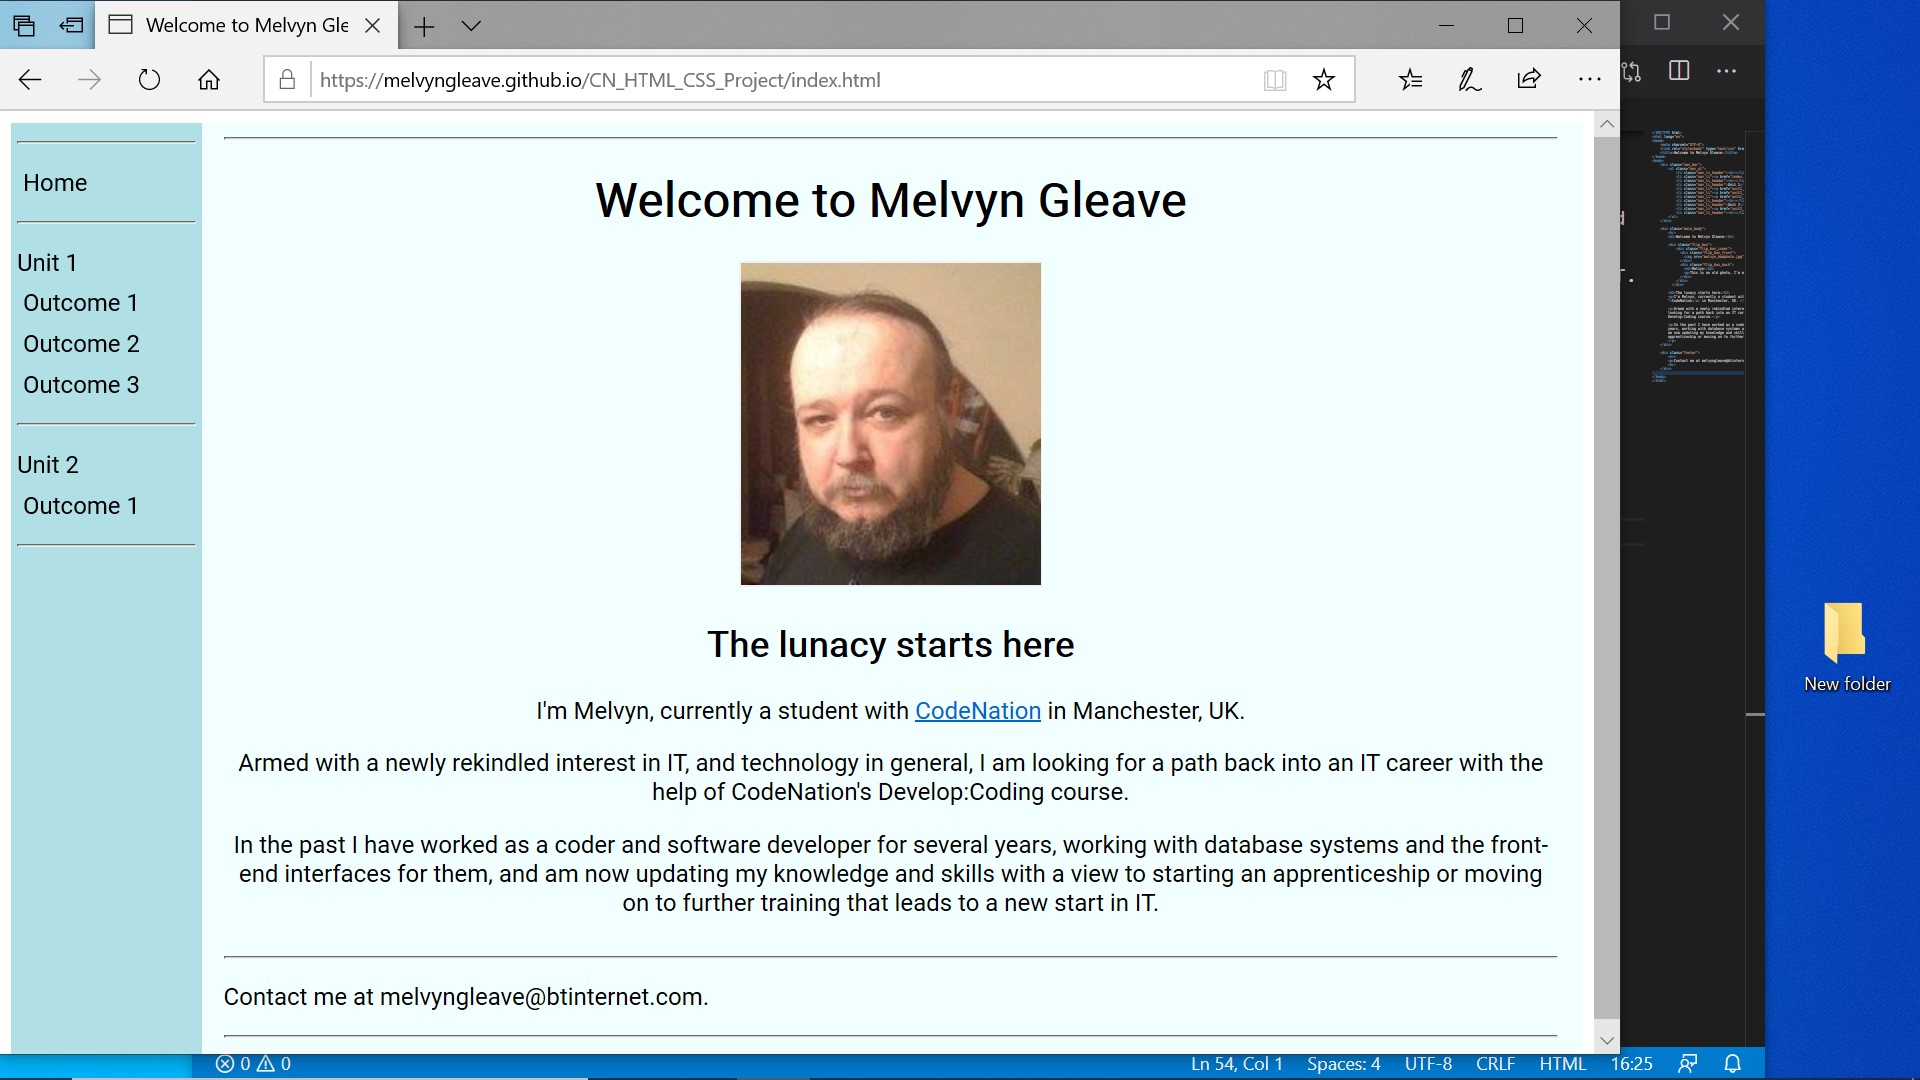 Welcome to Melvyn Gle
https://melvyngleave.github.io/CN_HTML_CSS_Project/index.html
Home
Unit 1
Outcome 1
Outcome 2
Outcome 3
Unit 2
Outcome 1
Welcome to Melvyn Gleave
The lunacy starts here
I'm Melvyn, currently a student with CodeNation in Manchester, UK.
Armed with a newly rekindled interest in IT, and technology in general, I am looking for a path back into an IT career with the
help of CodeNation's Develop:Coding course.
In the past I have worked as a coder and software developer for several years, working with database systems and the front-
end interfaces for them, and am now updating my knowledge and skills with a view to starting an apprenticeship or moving
on to further training that leads to a new start in IT.
Contact me at melvyngleave@btinternet.com.
New folder
0 0 Ln 54, Col 1 Spaces: 4 UTF-8 CRLF HTML 16:25